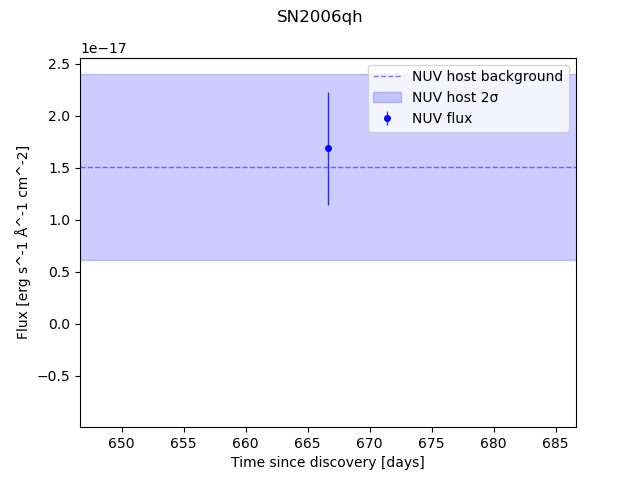 SN2006qh
1e−17
NUV host background
NUV host 2σ
NUV flux
2.5
2.0
1.5
1.0
0.5
0.0
−0.5
Flux [erg s^-1 Å^-1 cm^-2]
650 655 660 665 670 675 680 685
Time since discovery [days]